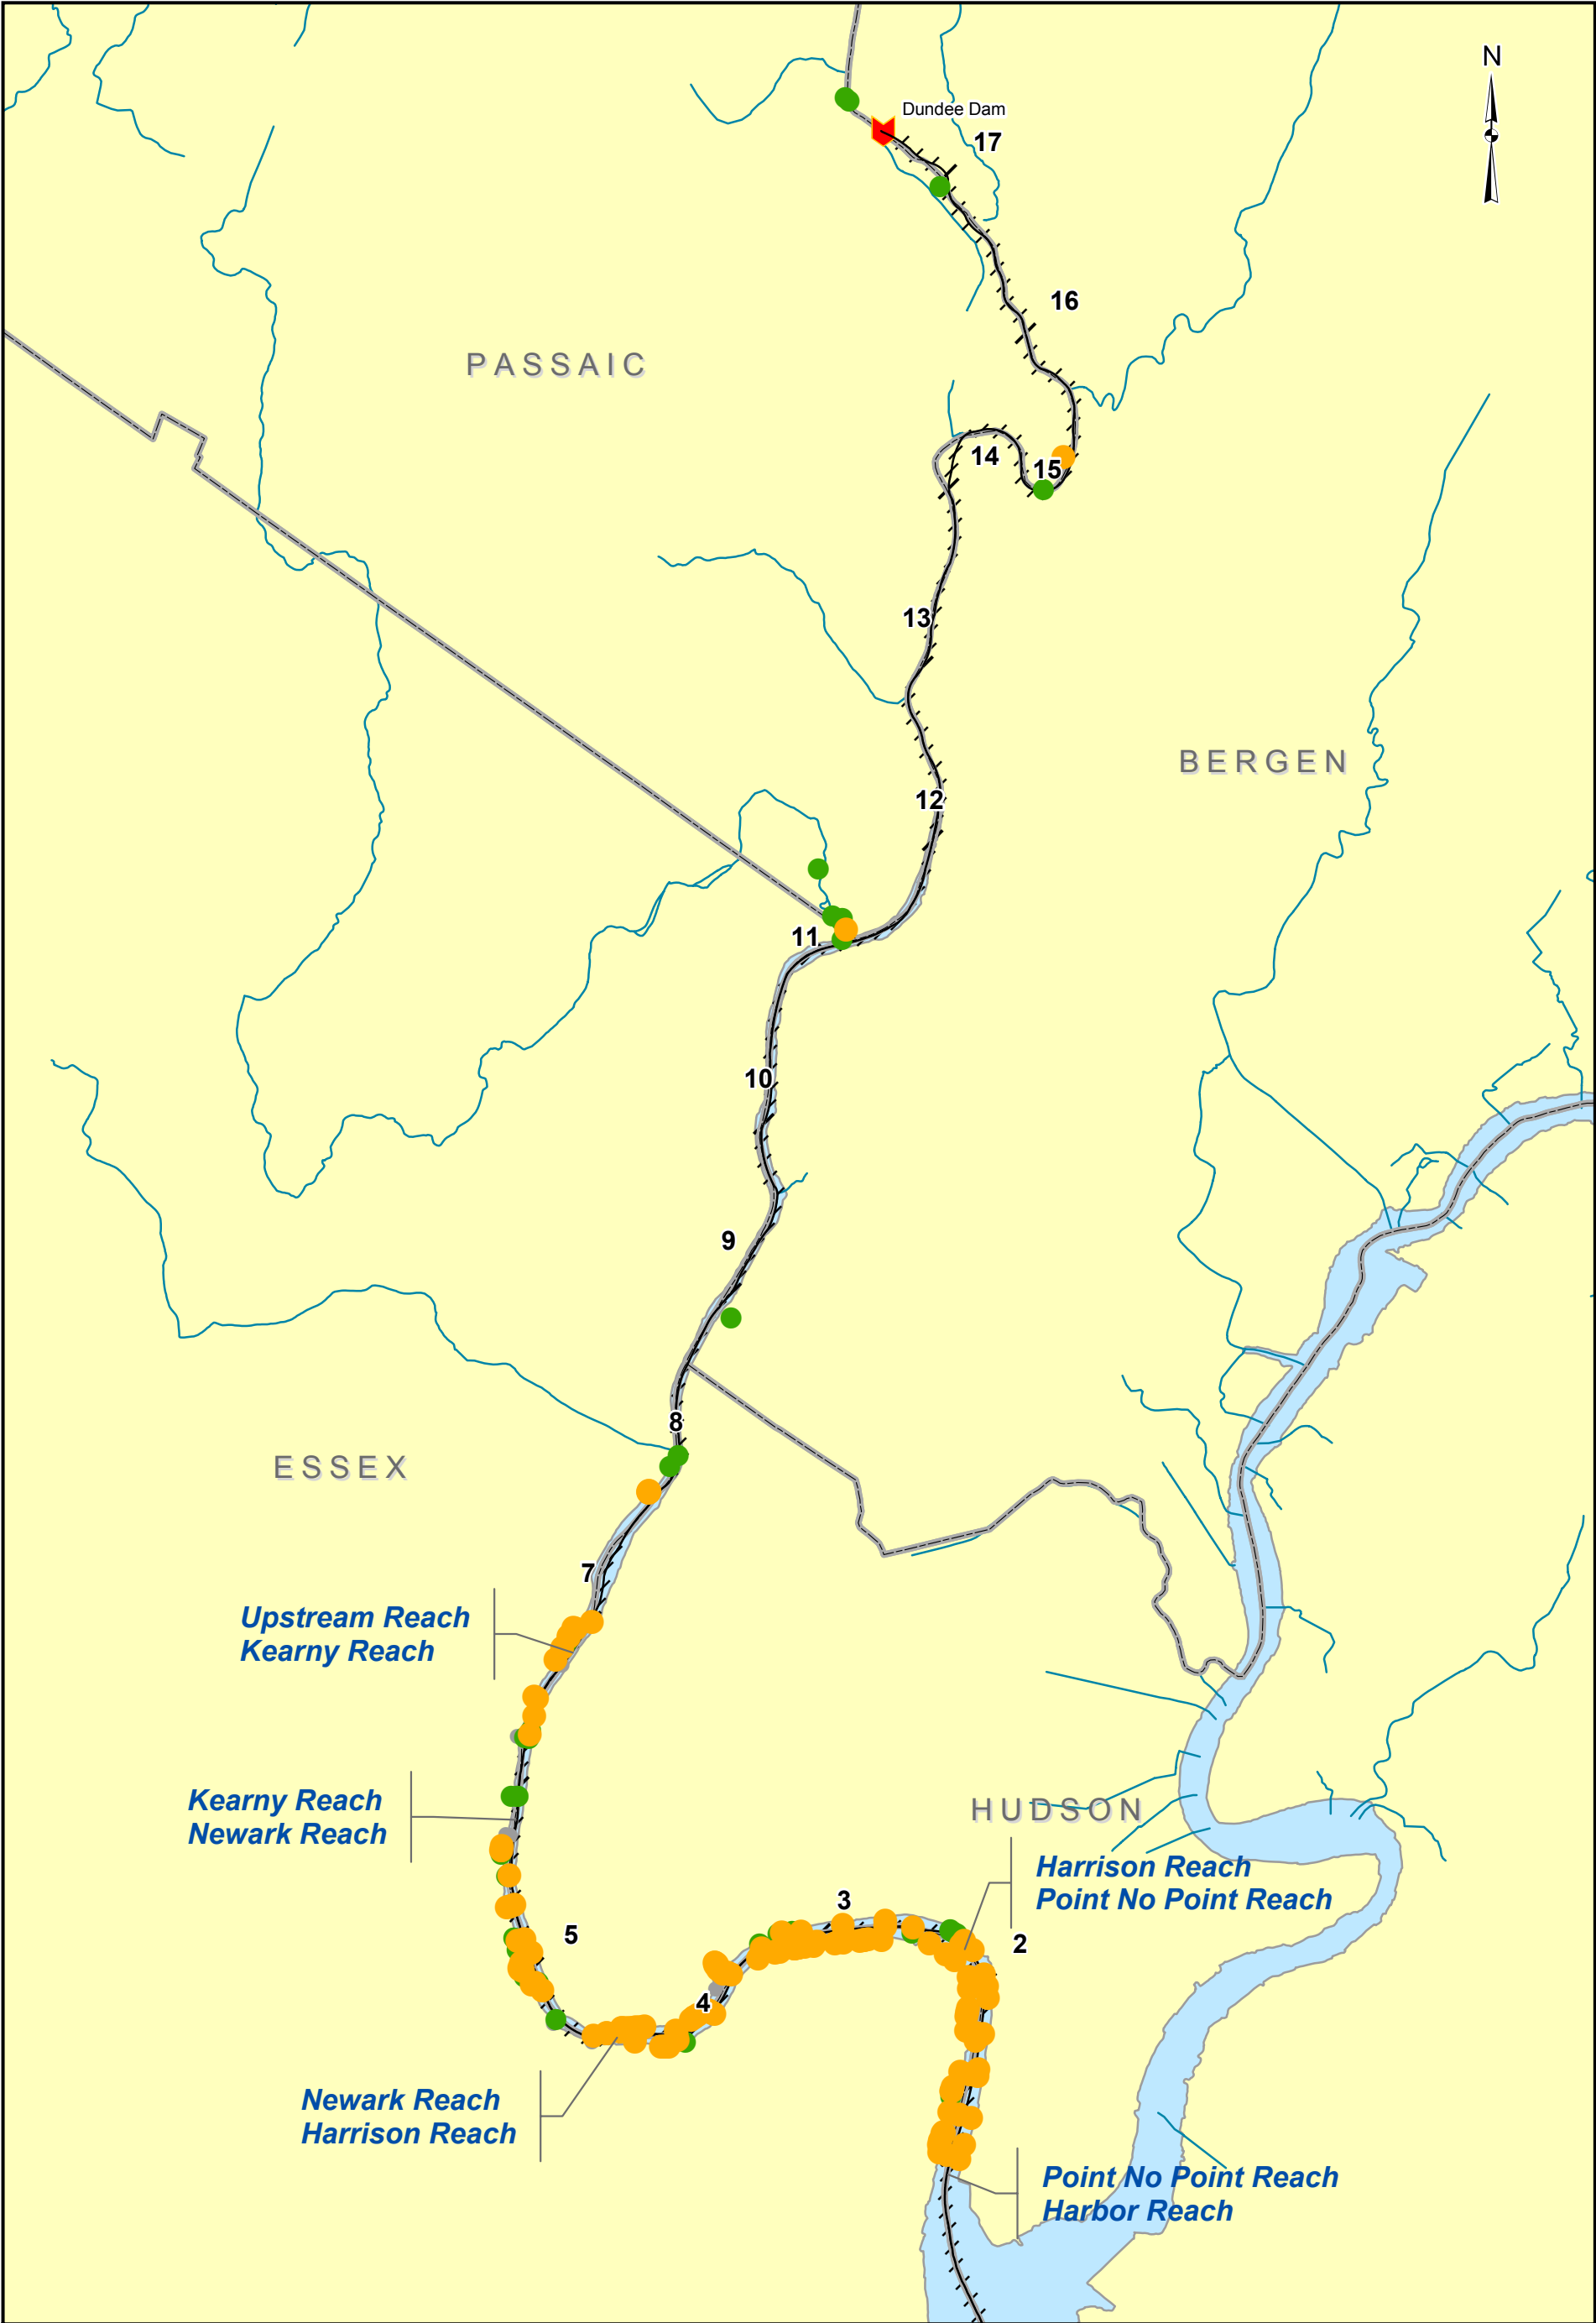 N
Dundee Dam
17
16
PASSAIC
14
15
13
BERGEN
12
11
10
9
8
ESSEX
7
Upstream Reach
Kearny Reach
Kearny Reach
Newark Reach
HUDSON
Harrison Reach
Point No Point Reach
3
5
2
4
Newark Reach
Harrison Reach
Point No Point Reach
Harbor Reach